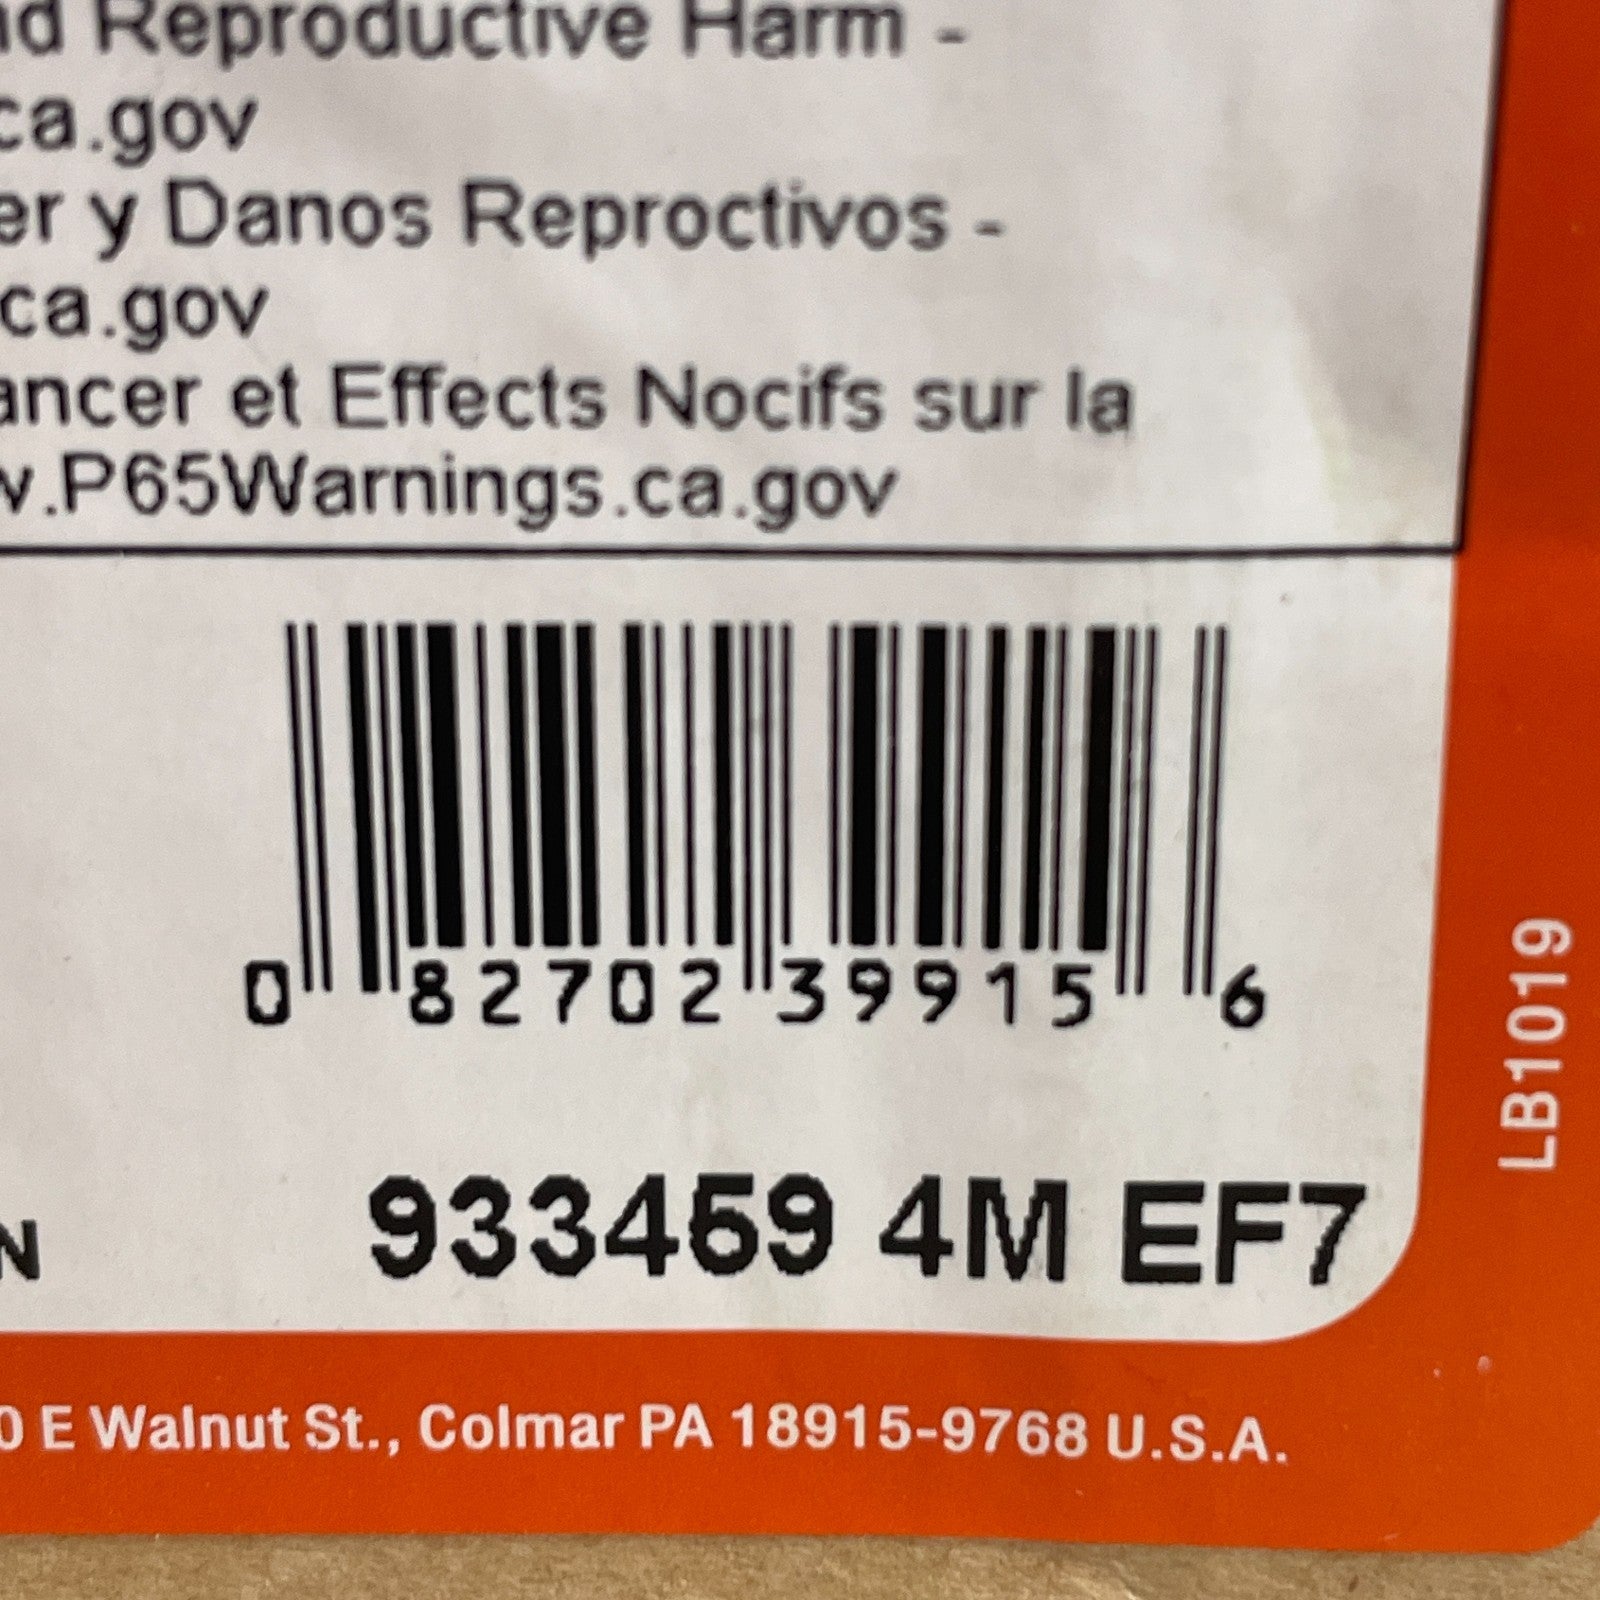 nd Reproductive Harm -
ca.gov
er y Danos Reproctivos -
.ca.gov
ancer et Effects Nocifs sur la
w.P65Warnings.ca.gov
0 82702 39915 6
N
933459 4M EF7
0 E Walnut St., Colmar PA 18915-9768 U.S.A.
LB1019